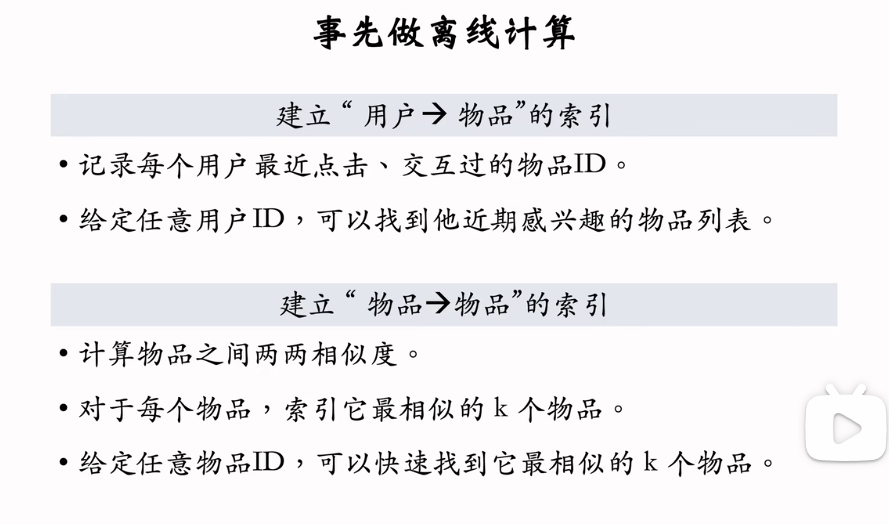 事先做离线计算
建立“ 用户→ 物品”的索引
• 记录每个用户最近点击、交互过的物品ID。
• 给定任意用户ID，可以找到他近期感兴趣的物品列表。
建立“ 物品→物品”的索引
• 计算物品之间两两相似度。
• 对于每个物品，索引它最相似的 k 个物品。
• 给定任意物品ID，可以快速找到它最相似的 k 个物品。